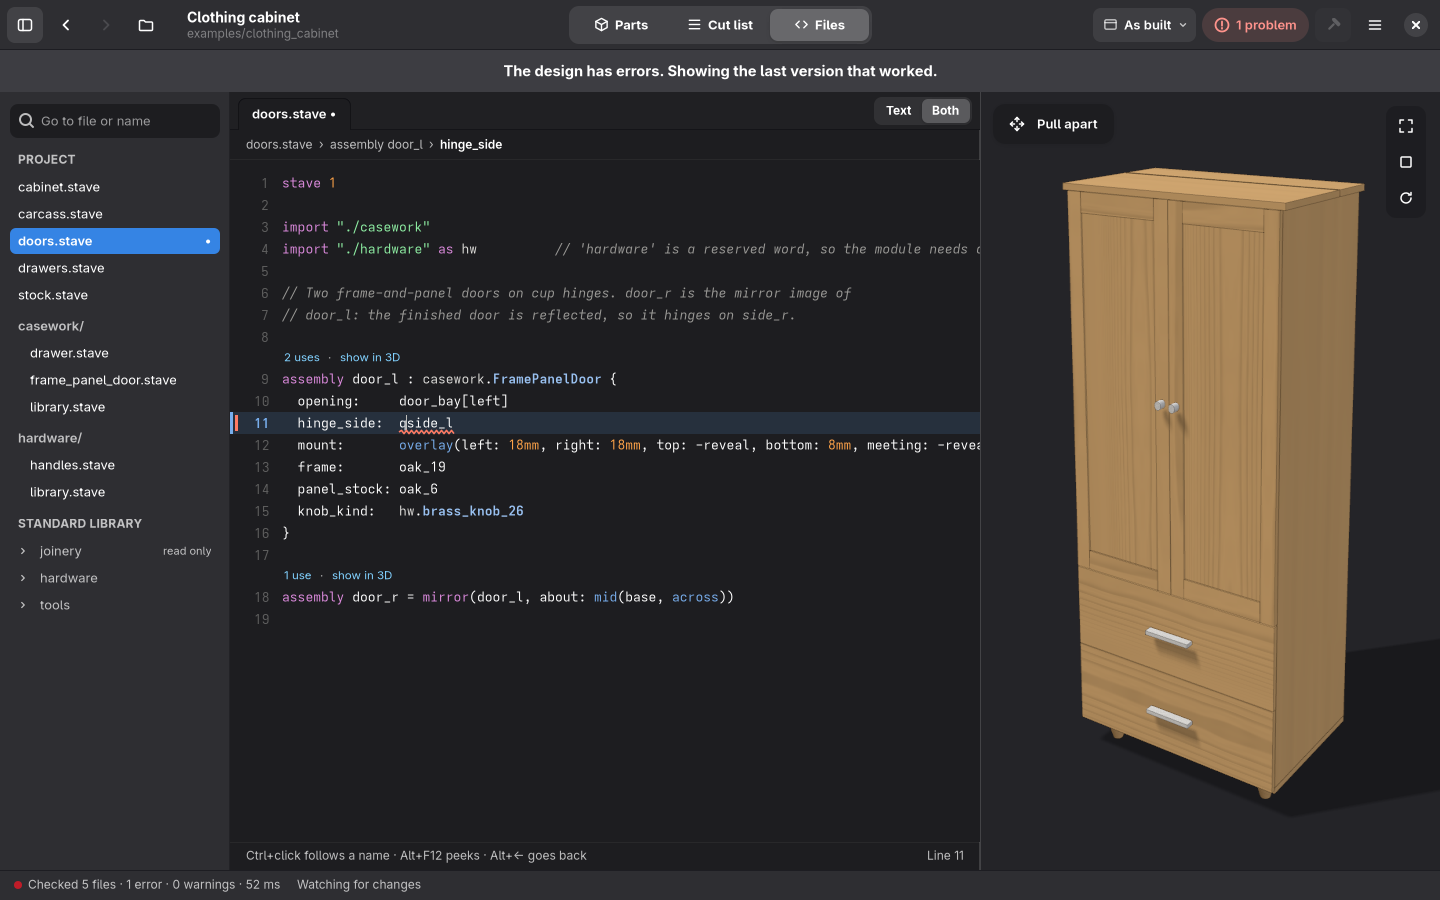 Clothing cabinet
examples/clothing_cabinet
Parts
Cut list
Files
As built
1 problem
The design has errors. Showing the last version that worked.
Go to file or name
PROJECT
cabinet.stave
carcass.stave
doors.stave •
drawers.stave
stock.stave
casework/
drawer.stave
frame_panel_door.stave
library.stave
hardware/
handles.stave
library.stave
STANDARD LIBRARY
joinery read only
hardware
tools
doors.stave •
Text
Both
doors.stave › assembly door_l › hinge_side
1 stave 1
2
3 import "./casework"
4 import "./hardware" as hw // 'hardware' is a reserved word, so the module needs
5
6 // Two frame-and-panel doors on cup hinges. door_r is the mirror image of
7 // door_l: the finished door is reflected, so it hinges on side_r.
8
2 uses · show in 3D
9 assembly door_l : casework.FramePanelDoor {
10 opening: door_bay[left]
11 hinge_side: qside_l
12 mount: overlay(left: 18mm, right: 18mm, top: -reveal, bottom: 8mm, meeting: -revea
13 frame: oak_19
14 panel_stock: oak_6
15 knob_kind: hw.brass_knob_26
16 }
17
1 use · show in 3D
18 assembly door_r = mirror(door_l, about: mid(base, across))
19
Ctrl+click follows a name · Alt+F12 peeks · Alt+← goes back
Line 11
Pull apart
Checked 5 files · 1 error · 0 warnings · 52 ms
Watching for changes